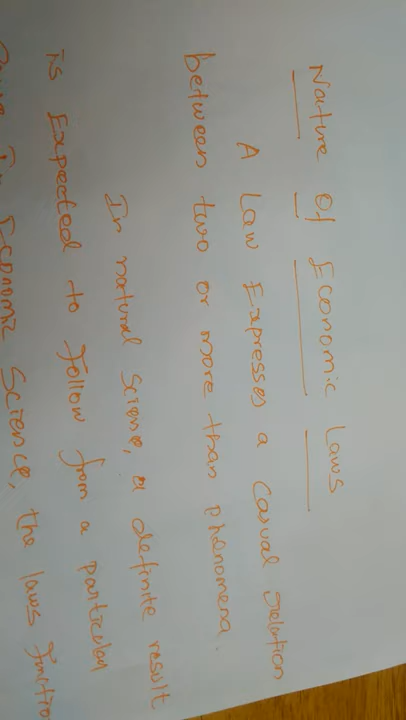 Nature Of Economic Laws
A Law Expresses a Casual relation
between two or more than Phenomena.
In natural Science, a definite result
is Expected to Follow from a Particular
In Economic Science, the laws